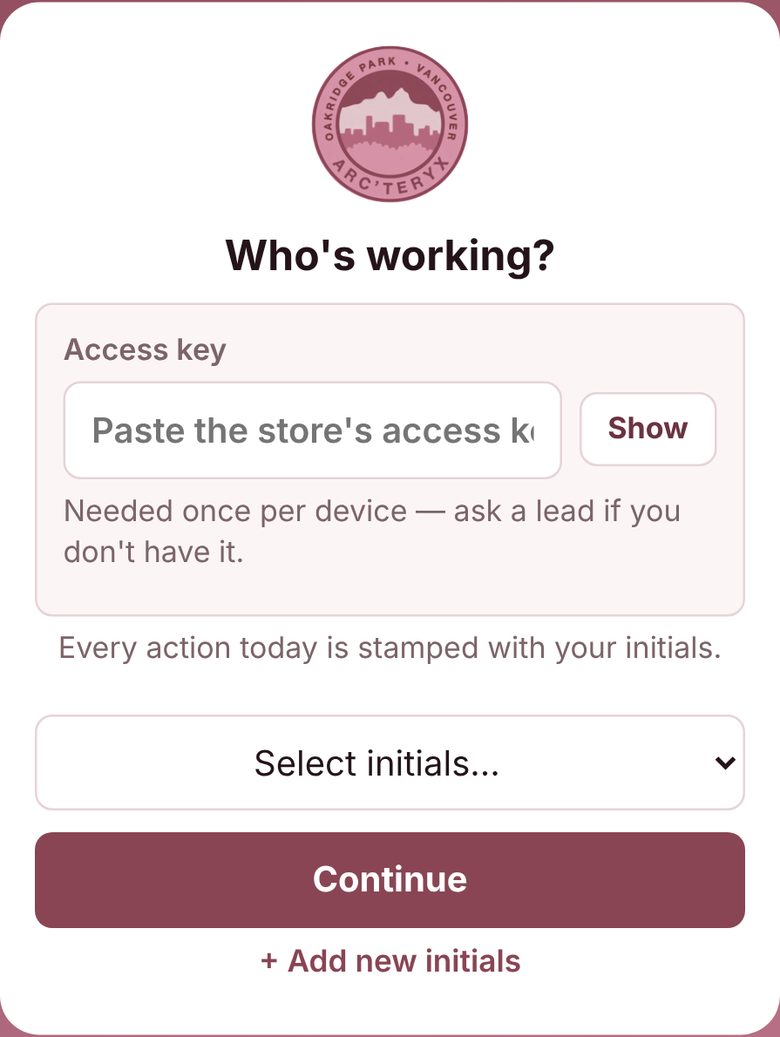 OAKRIDGE PARK • VANCOUVER
ARC'TERYX
Who's working?
Access key
Paste the store's access k
Show
Needed once per device — ask a lead if you
don't have it.
Every action today is stamped with your initials.
Select initials...
Continue
+ Add new initials